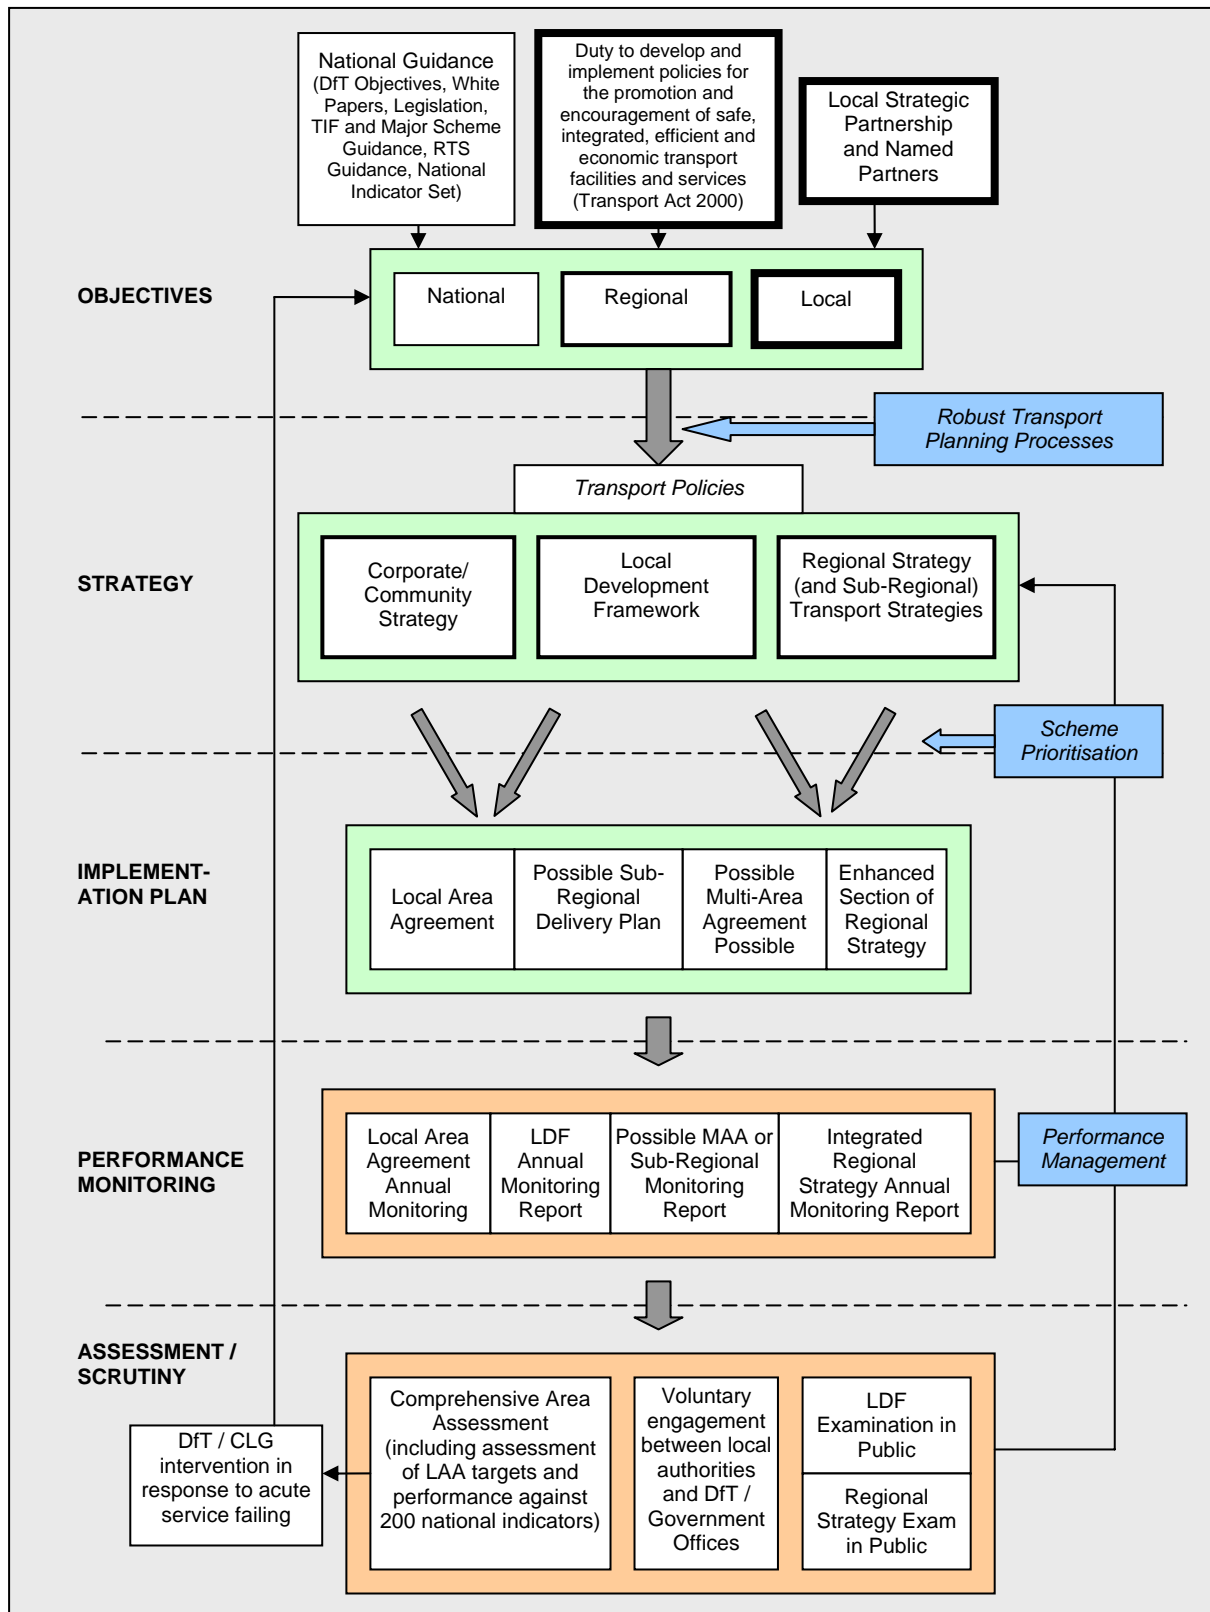 National Guidance
(DfT Objectives, White
Papers, Legislation,
TIF and Major Scheme
Guidance, RTS
Guidance, National
Indicator Set)
Duty to develop and
implement policies for
the promotion and
encouragement of safe,
integrated, efficient and
economic transport
facilities and services
(Transport Act 2000)
Local Strategic
Partnership
and Named
Partners
OBJECTIVES
National
Regional
Local
Robust Transport
Planning Processes
Transport Policies
STRATEGY
Corporate/
Community
Strategy
Local
Development
Framework
Regional Strategy
(and Sub-Regional)
Transport Strategies
Scheme
Prioritisation
IMPLEMENT-
ATION PLAN
Local Area
Agreement
Possible Sub-
Regional
Delivery Plan
Possible
Multi-Area
Agreement
Possible
Enhanced
Section of
Regional
Strategy
PERFORMANCE
MONITORING
Local Area
Agreement
Annual
Monitoring
LDF
Annual
Monitoring
Report
Possible MAA or
Sub-Regional
Monitoring
Report
Integrated
Regional
Strategy Annual
Monitoring Report
Performance
Management
ASSESSMENT /
SCRUTINY
DfT / CLG
intervention in
response to acute
service failing
Comprehensive Area
Assessment
(including assessment
of LAA targets and
performance against
200 national indicators)
Voluntary
engagement
between local
authorities
and DfT /
Government
Offices
LDF
Examination in
Public
Regional
Strategy Exam
in Public